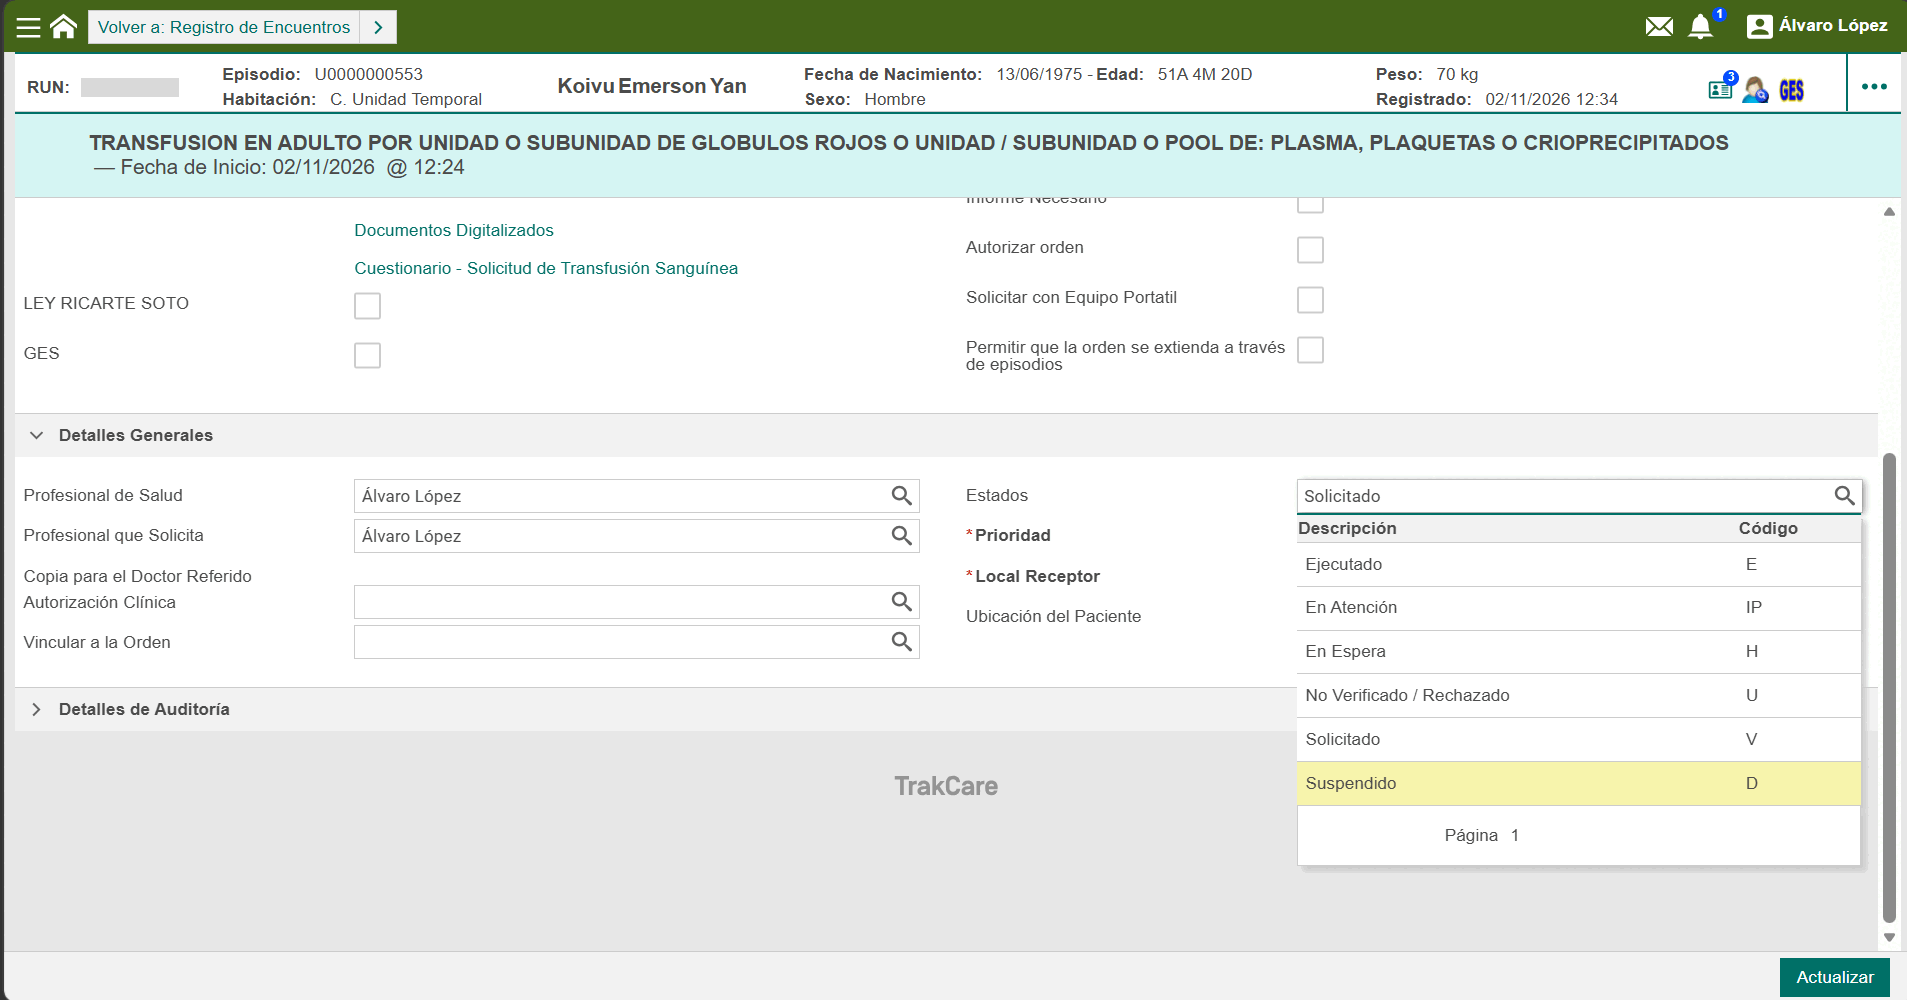 Volver a: Registro de Encuentros
1
Álvaro López
RUN:
Episodio: U0000000553
Habitación: C. Unidad Temporal
Koivu Emerson Yan
Fecha de Nacimiento: 13/06/1975 - Edad: 51A 4M 20D
Sexo: Hombre
Peso: 70 kg
Registrado: 02/11/2026 12:34
3
GES
TRANSFUSION EN ADULTO POR UNIDAD O SUBUNIDAD DE GLOBULOS ROJOS O UNIDAD / SUBUNIDAD O POOL DE: PLASMA, PLAQUETAS O CRIOPRECIPITADOS
— Fecha de Inicio: 02/11/2026 @ 12:24
Informe Necesario
Documentos Digitalizados
Autorizar orden
Cuestionario - Solicitud de Transfusión Sanguínea
LEY RICARTE SOTO
Solicitar con Equipo Portatil
GES
Permitir que la orden se extienda a través
de episodios
Detalles Generales
Profesional de Salud
Álvaro López
Profesional que Solicita
Álvaro López
Copia para el Doctor Referido
Autorización Clínica
Vincular a la Orden
Estados
Solicitado
*Prioridad
*Local Receptor
Ubicación del Paciente
Descripción Código
Ejecutado E
En Atención IP
En Espera H
No Verificado / Rechazado U
Solicitado V
Suspendido D
Página 1
Detalles de Auditoría
TrakCare
Actualizar